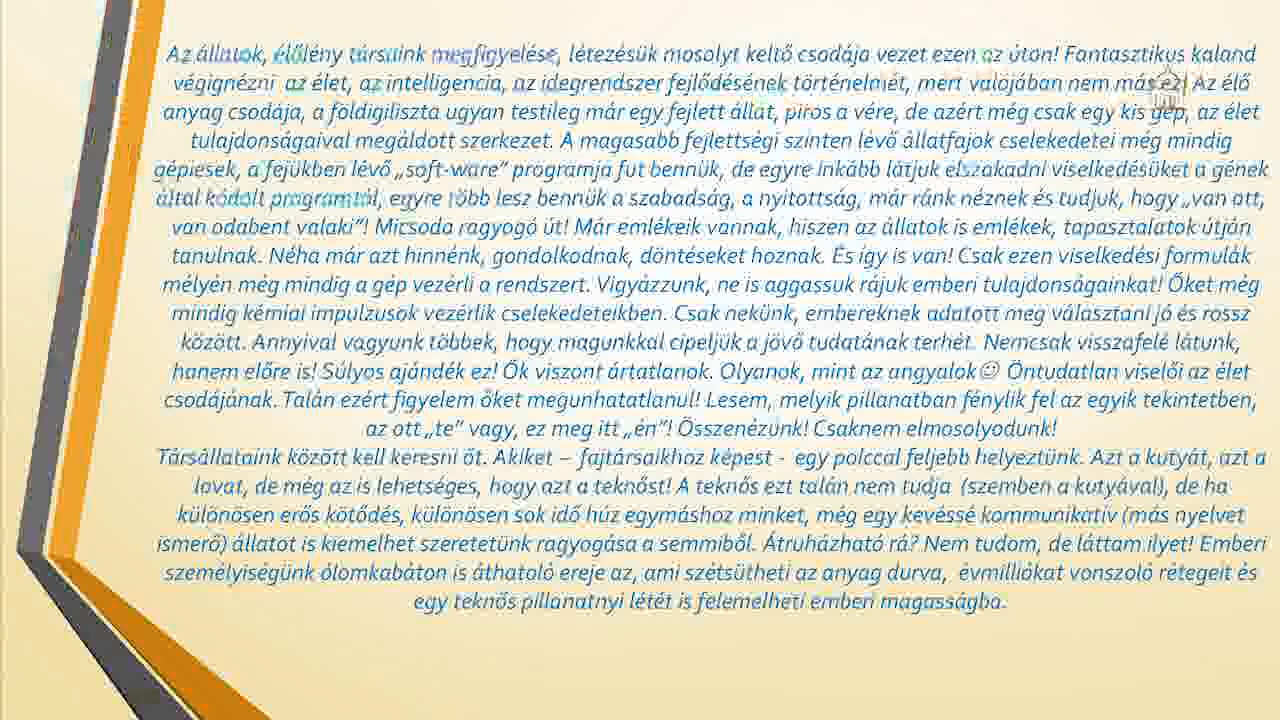 Az állatok, élőlény társaink megfigyelése, létezésük mosolyt keltő csodája vezet ezen az úton! Fantasztikus kaland
végignézni az élet, az intelligencia, az idegrendszer fejlődésének történelmét, mert valójában nem más ez! Az élő
anyag csodája, a földigiliszta ugyan testileg már egy fejlett állat, piros a vére, de azért még csak egy kis gép, az élet
tulajdonságaival megáldott szerkezet. A magasabb fejlettségi szinten lévő állatfajok cselekedetei még mindig
gépiesek, a fejükben lévő „soft-ware” programja fut bennük, de egyre inkább látjuk elszakadni viselkedésüket a gének
által kódolt programtól, egyre több lesz bennük a szabadság, a nyitottság, már ránk néznek és tudjuk, hogy „van ott,
van odabent valaki”! Micsoda ragyogó út! Már emlékeik vannak, hiszen az állatok is emlékek, tapasztalatok útján
tanulnak. Néha már azt hinnénk, gondolkodnak, döntéseket hoznak. És így is van! Csak ezen viselkedési formulák
mélyén még mindig a gép vezérli a rendszert. Vigyázzunk, ne is aggassuk rájuk emberi tulajdonságainkat! Őket még
mindig kémiai impulzusok vezérlik cselekedeteikben. Csak nekünk, embereknek adatott meg választani jó és rossz
között. Annyival vagyunk többek, hogy magunkkal cipeljük a jövő tudatának terhét. Nemcsak visszafelé látunk,
hanem előre is! Súlyos ajándék ez! Ők viszont ártatlanok. Olyanok, mint az angyalok☺ Öntudatlan viselői az élet
csodájának. Talán ezért figyelem őket megunhatatlanul! Lesem, melyik pillanatban fénylik fel az egyik tekintetben,
az ott „te” vagy, ez meg itt „én”! Összenézünk! Csaknem elmosolyodunk!
Társállataink között kell keresni őt. Akiket – fajtársaikhoz képest - egy polccal feljebb helyeztünk. Azt a kutyát, azt a
lovat, de még az is lehetséges, hogy azt a teknőst! A teknős ezt talán nem tudja (szemben a kutyával), de ha
különösen erős kötődés, különösen sok idő húz egymáshoz minket, még egy kevéssé kommunikatív (más nyelvet
ismerő) állatot is kiemelhet szeretetünk ragyogása a semmiből. Átruházható rá? Nem tudom, de láttam ilyet! Emberi
személyiségünk ólomkabáton is átható ereje az, ami szétsütheti az anyag durva, évmilliókat vonszoló rétegeit és
egy teknős pillanatnyi létét is felemelheti emberi magasságba.